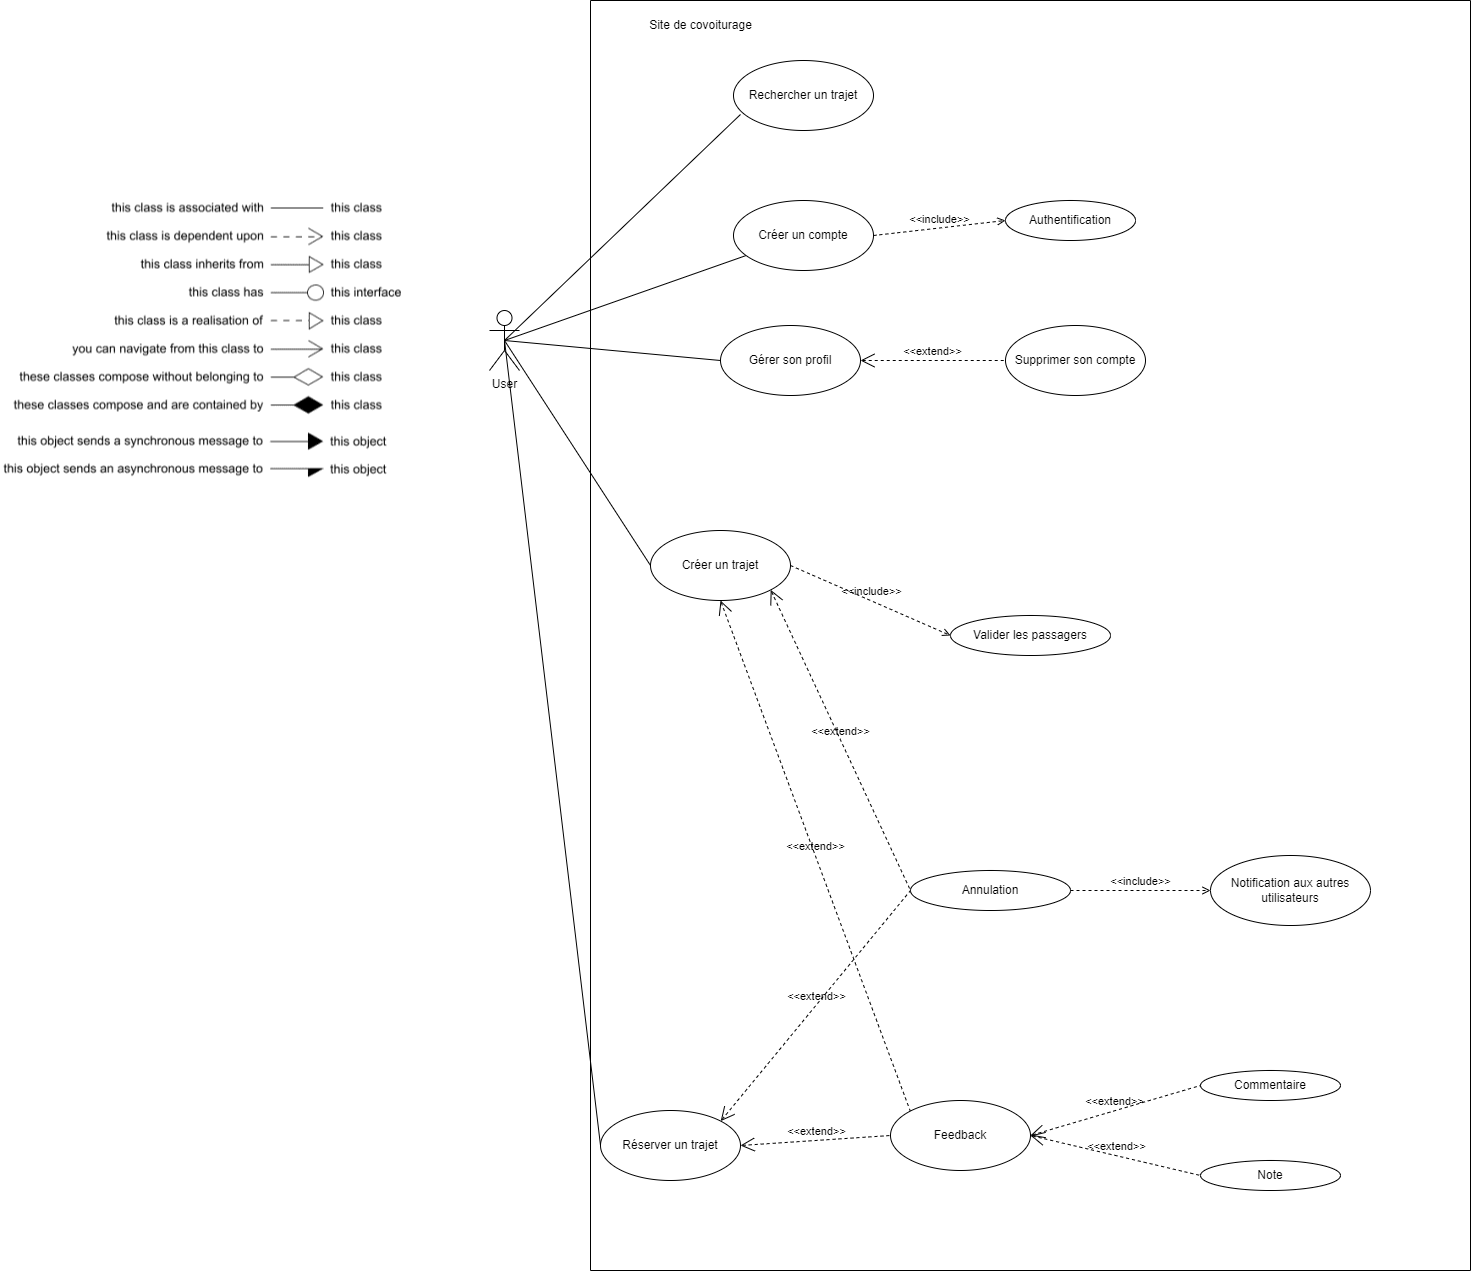 Site de covoiturage
Rechercher un trajet
this class is associated with this class
this class is dependent upon this class
this class inherits from this class
this class has this interface
this class is a realisation of this class
you can navigate from this class to this class
these classes compose without belonging to this class
these classes compose and are contained by this class
this object sends a synchronous message to this object
this object sends an asynchronous message to this object
User
Créer un compte
<<include>>
Authentification
Gérer son profil
<<extend>>
Supprimer son compte
Créer un trajet
<<include>>
Valider les passagers
<<extend>>
<<extend>>
Annulation
<<include>>
Notification aux autres
utilisateurs
<<extend>>
Réserver un trajet
<<extend>>
Feedback
<<extend>>
Commentaire
<<extend>>
Note